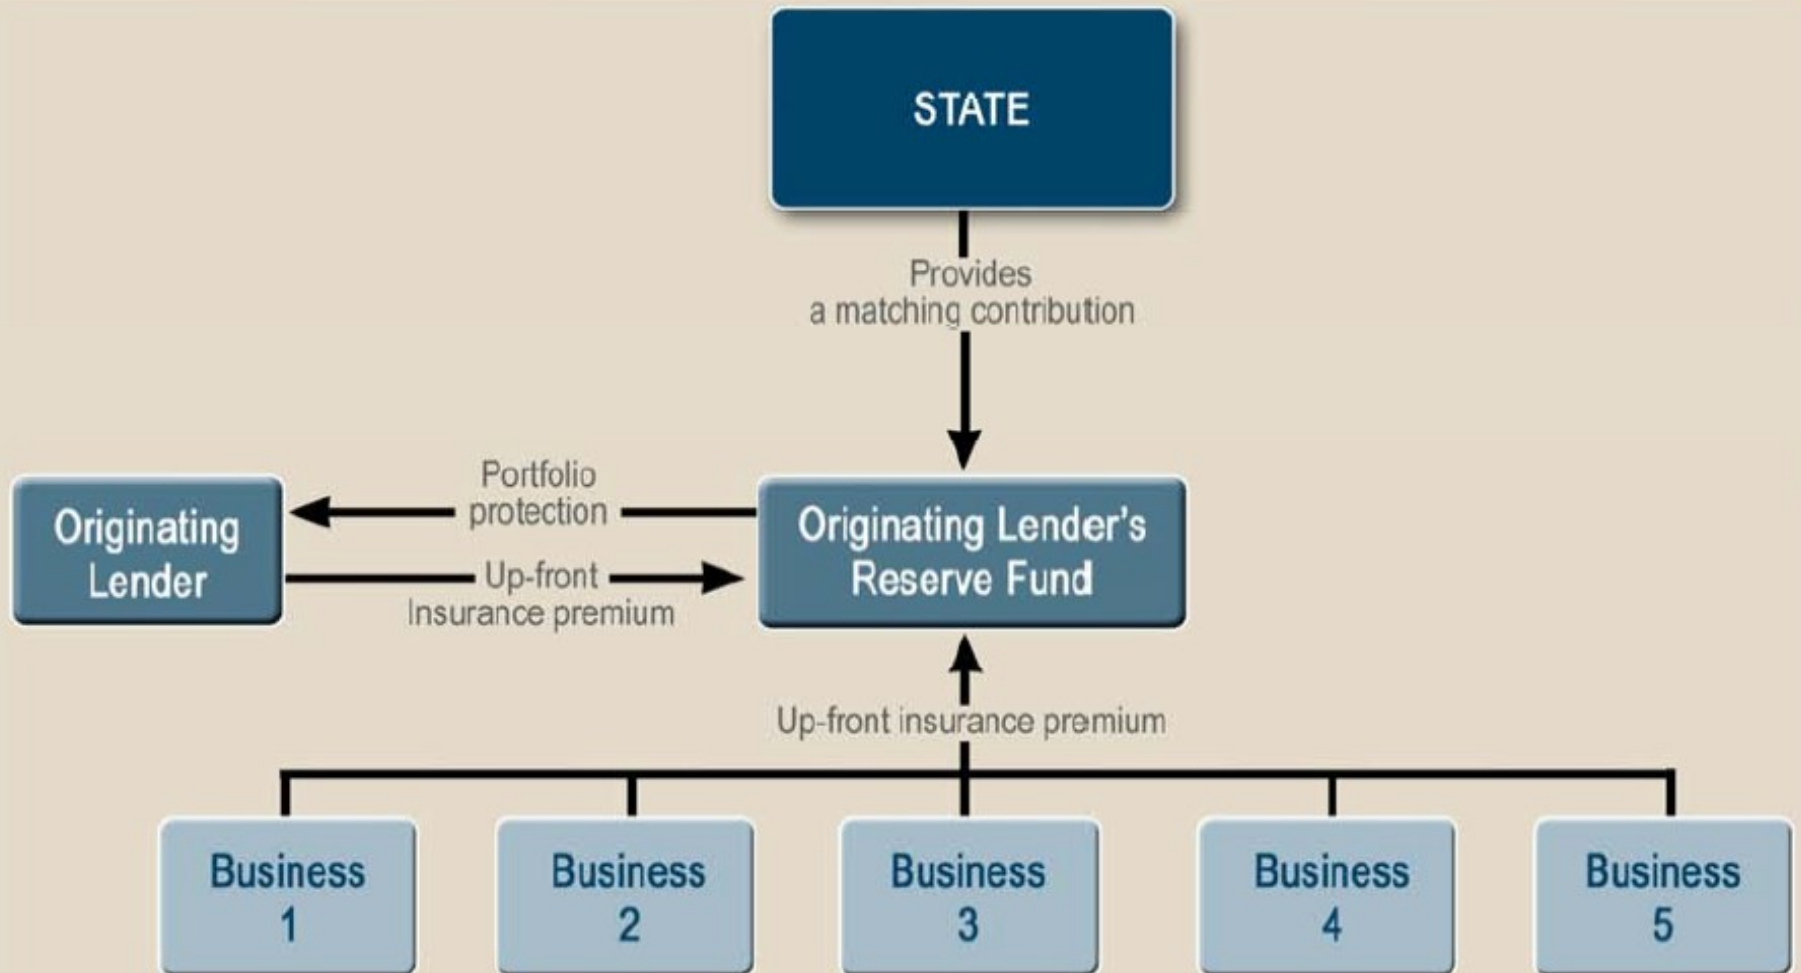 STATE
Provides
a matching contribution
Portfolio
protection
Originating
Lender
Up-front
Insurance premium
Originating Lender's
Reserve Fund
Up-front insurance premium
Business
1
Business
2
Business
3
Business
4
Business
5